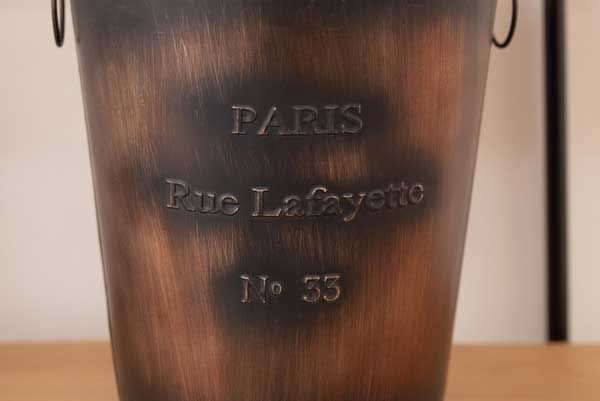 PARIS
Rue Lafayette
No 33